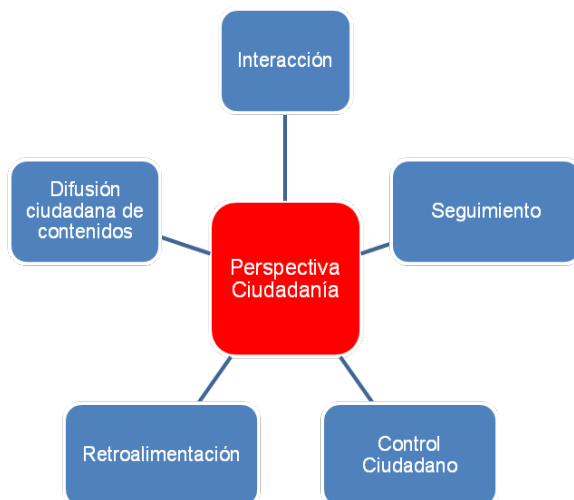 Interacción
Difusión
ciudadana de
contenidos
Seguimiento
Perspectiva
Ciudadanía
Retroalimentación
Control
Ciudadano